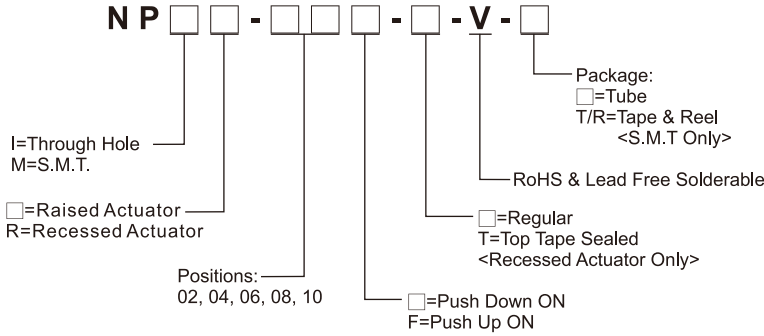 NP□□-□□□-□-V-□
Package:
□=Tube
T/R=Tape & Reel
<S.M.T Only>
I=Through Hole
M=S.M.T.
RoHS & Lead Free Solderable
□=Raised Actuator
R=Recessed Actuator
□=Regular
T=Top Tape Sealed
<Recessed Actuator Only>
Positions:
02, 04, 06, 08, 10
□=Push Down ON
F=Push Up ON